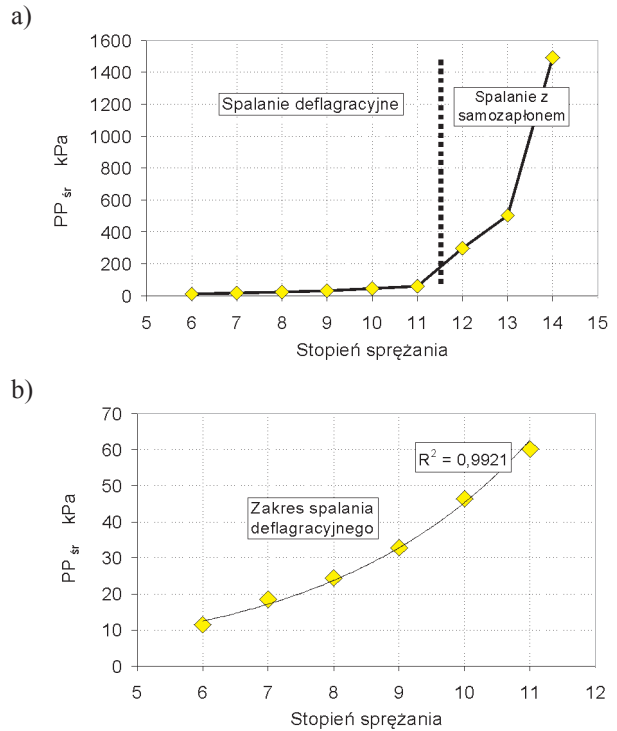 a)
1600
1400
1200
1000
800
600
400
200
0
PP śr kPa
Spalanie deflagracyjne
Spalanie z
samozapłonem
5 6 7 8 9 10 11 12 13 14 15
Stopień sprężania
b)
70
60
50
40
30
20
10
0
PP śr kPa
R² = 0,9921
Zakres spalania
deflagracyjnego
5 6 7 8 9 10 11 12
Stopień sprężania